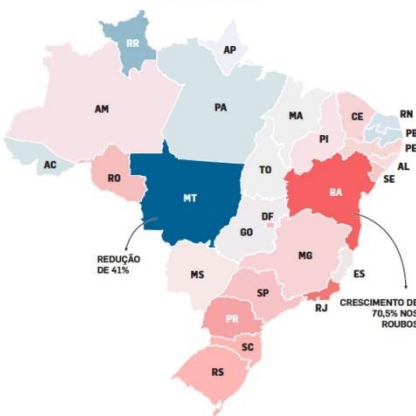 RR
AP
AM
PA
MA
CE
RN
PB
PE
PI
AL
SE
AC
RO
TO
BA
MT
DF
GO
REDUÇÃO
DE 41%
MG
ES
MS
SP
RJ
CRESCIMENTO DE
70,5% NOS
ROUBOS
PR
SC
RS